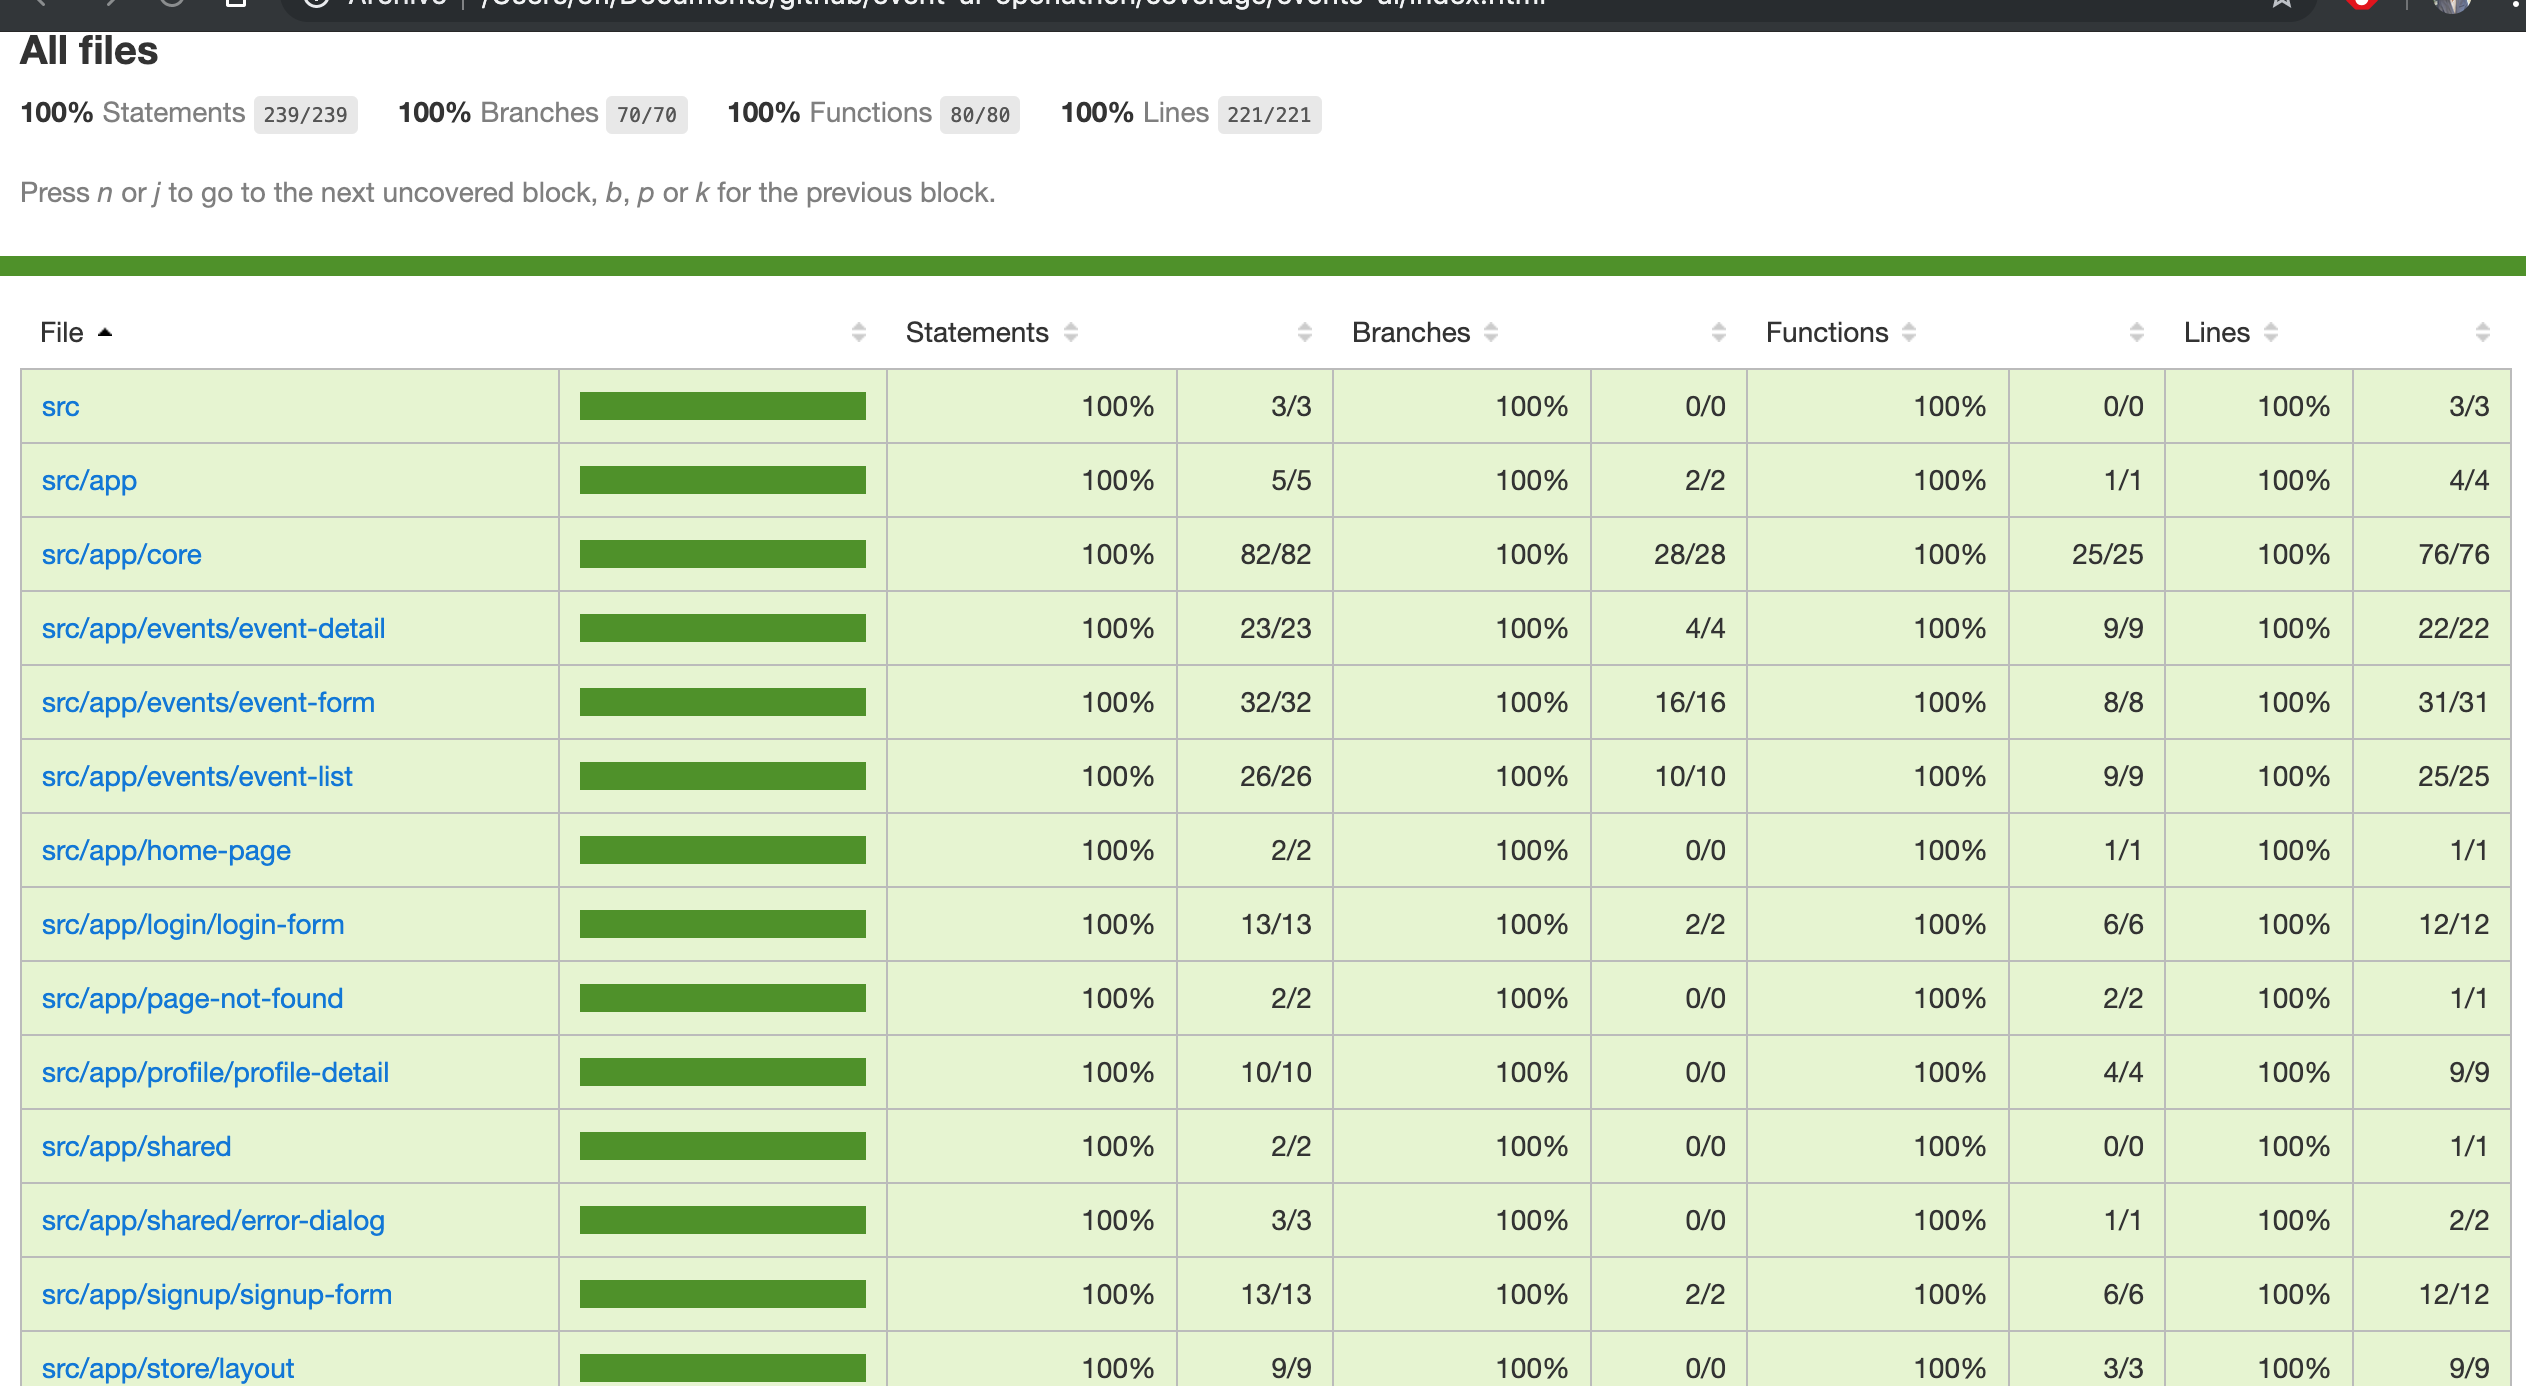 All files
100% Statements 239/239 100% Branches 70/70 100% Functions 80/80 100% Lines 221/221
Press n or j to go to the next uncovered block, b, p or k for the previous block.
File Statements Branches Functions Lines
src 100% 3/3 100% 0/0 100% 0/0 100% 3/3
src/app 100% 5/5 100% 2/2 100% 1/1 100% 4/4
src/app/core 100% 82/82 100% 28/28 100% 25/25 100% 76/76
src/app/events/event-detail 100% 23/23 100% 4/4 100% 9/9 100% 22/22
src/app/events/event-form 100% 32/32 100% 16/16 100% 8/8 100% 31/31
src/app/events/event-list 100% 26/26 100% 10/10 100% 9/9 100% 25/25
src/app/home-page 100% 2/2 100% 0/0 100% 1/1 100% 1/1
src/app/login/login-form 100% 13/13 100% 2/2 100% 6/6 100% 12/12
src/app/page-not-found 100% 2/2 100% 0/0 100% 2/2 100% 1/1
src/app/profile/profile-detail 100% 10/10 100% 0/0 100% 4/4 100% 9/9
src/app/shared 100% 2/2 100% 0/0 100% 0/0 100% 1/1
src/app/shared/error-dialog 100% 3/3 100% 0/0 100% 1/1 100% 2/2
src/app/signup/signup-form 100% 13/13 100% 2/2 100% 6/6 100% 12/12
src/app/store/layout 100% 9/9 100% 0/0 100% 3/3 100% 9/9